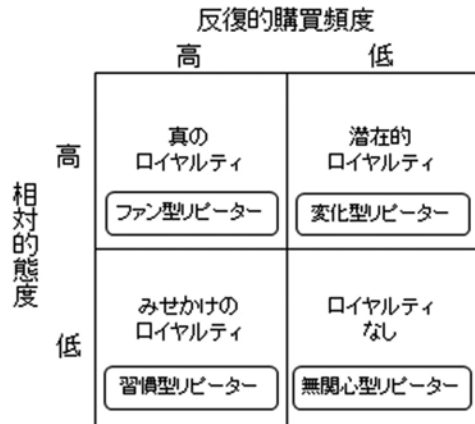 反復的購買頻度
高
低
相対的態度
高
真の
ロイヤルティ
ファン型リピーター
潜在的
ロイヤルティ
変化型リピーター
低
みせかけの
ロイヤルティ
習慣型リピーター
ロイヤルティ
なし
無関心型リピーター